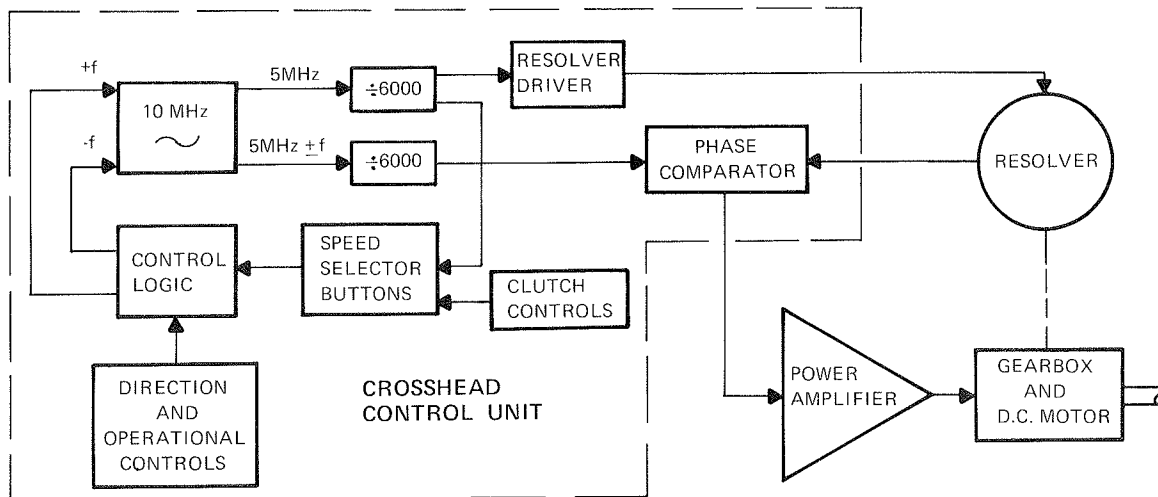 +f
-f
10 MHz
5MHz
5MHz ±f
÷6000
÷6000
RESOLVER
DRIVER
PHASE
COMPARATOR
RESOLVER
CONTROL
LOGIC
SPEED
SELECTOR
BUTTONS
CLUTCH
CONTROLS
DIRECTION
AND
OPERATIONAL
CONTROLS
CROSSHEAD
CONTROL UNIT
POWER
AMPLIFIER
GEARBOX
AND
D.C. MOTOR